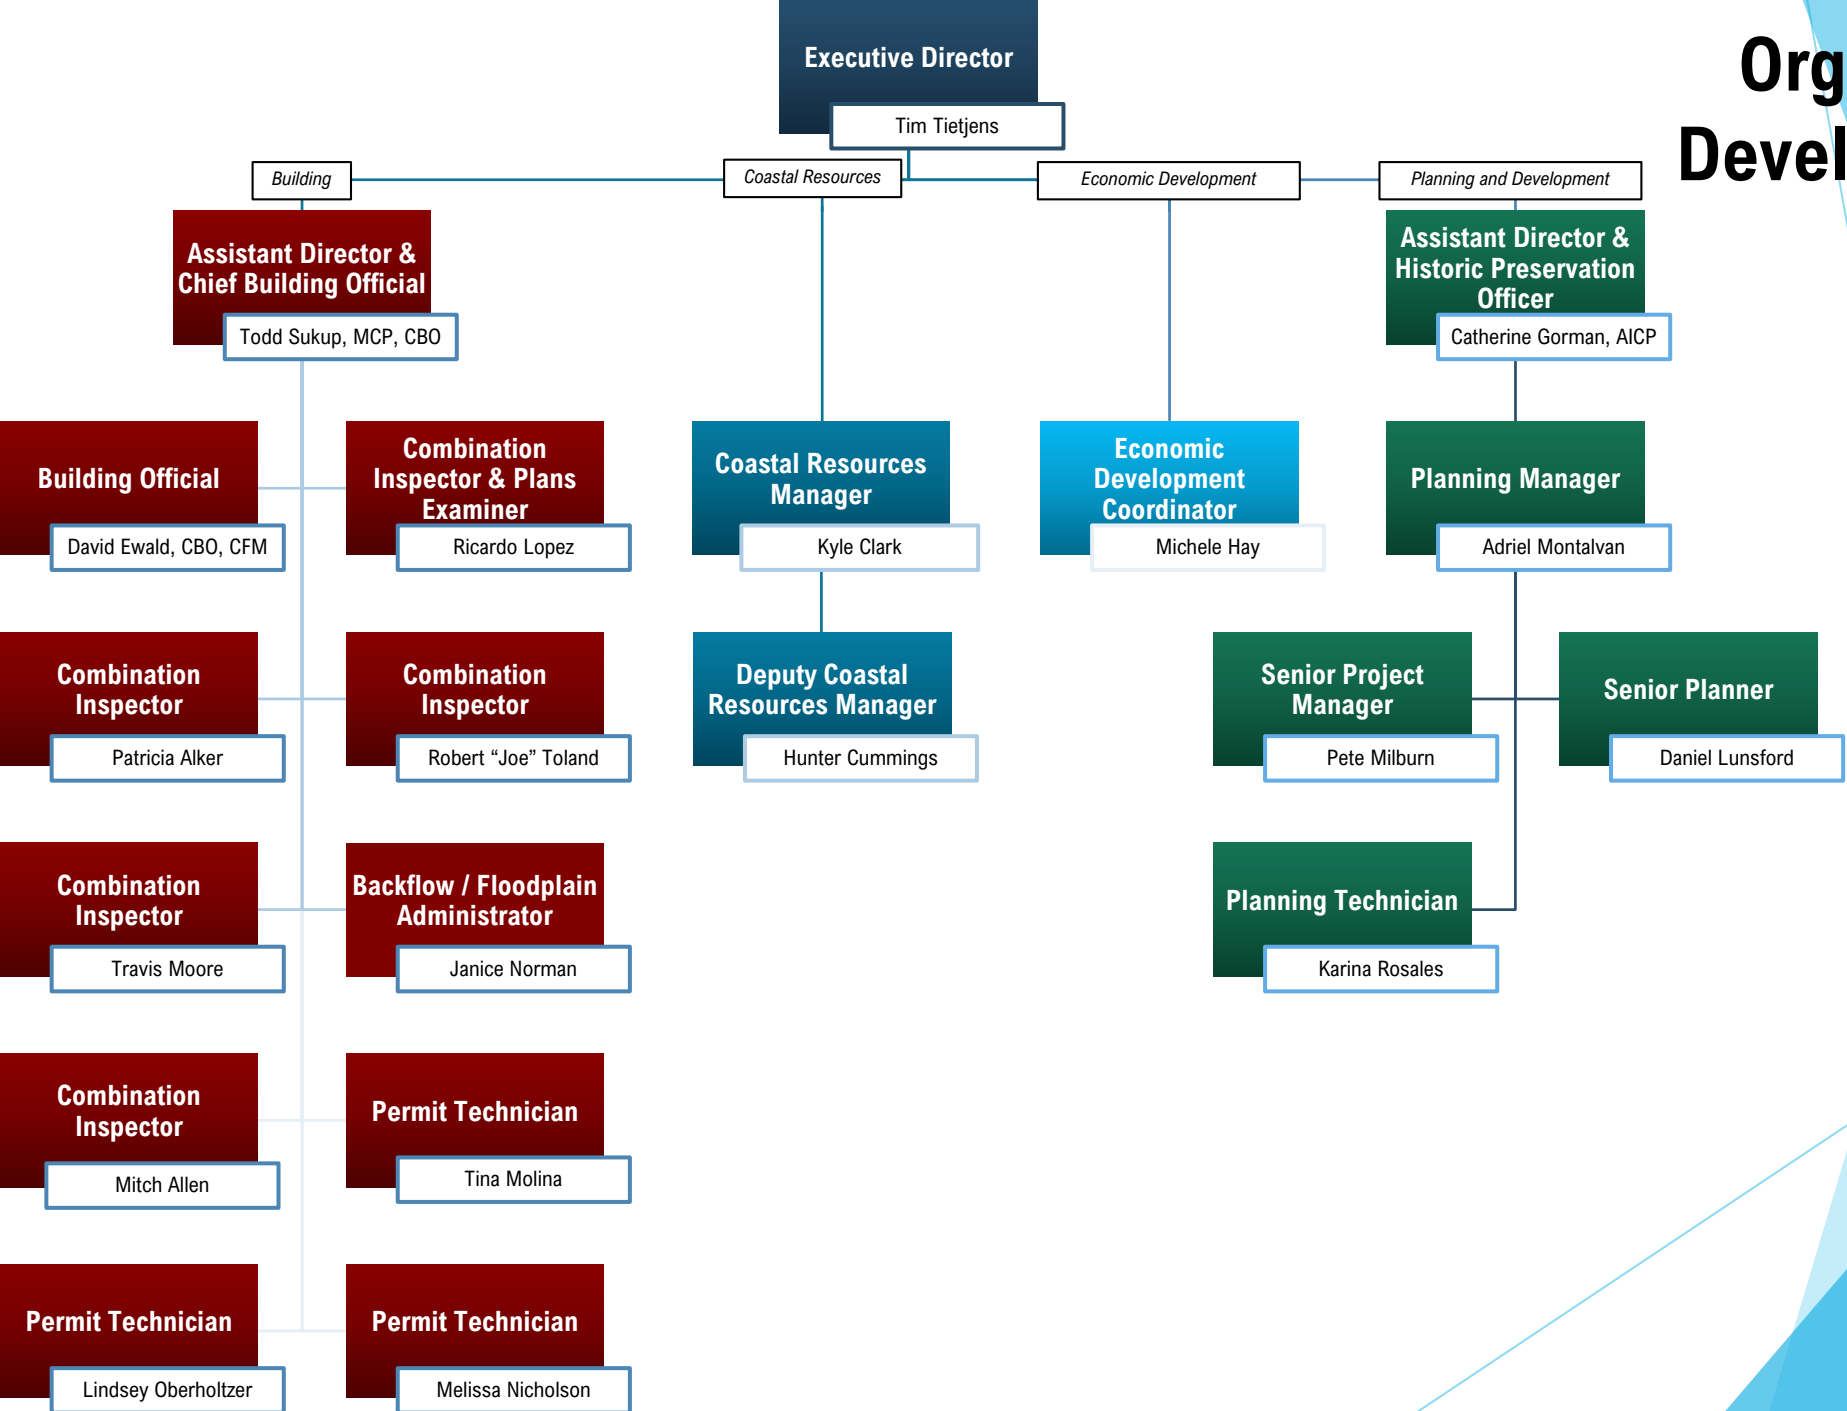 Executive Director
Tim Tietjens
Org
Devel
Building
Coastal Resources
Economic Development
Planning and Development
Assistant Director &
Chief Building Official
Todd Sukup, MCP, CBO
Assistant Director &
Historic Preservation
Officer
Catherine Gorman, AICP
Building Official
David Ewald, CBO, CFM
Combination
Inspector & Plans
Examiner
Ricardo Lopez
Coastal Resources
Manager
Kyle Clark
Economic
Development
Coordinator
Michele Hay
Planning Manager
Adriel Montalvan
Combination
Inspector
Patricia Alker
Combination
Inspector
Robert “Joe” Toland
Deputy Coastal
Resources Manager
Hunter Cummings
Senior Project
Manager
Pete Milburn
Senior Planner
Daniel Lunsford
Combination
Inspector
Travis Moore
Backflow / Floodplain
Administrator
Janice Norman
Planning Technician
Karina Rosales
Combination
Inspector
Mitch Allen
Permit Technician
Tina Molina
Permit Technician
Lindsey Oberholtzer
Permit Technician
Melissa Nicholson